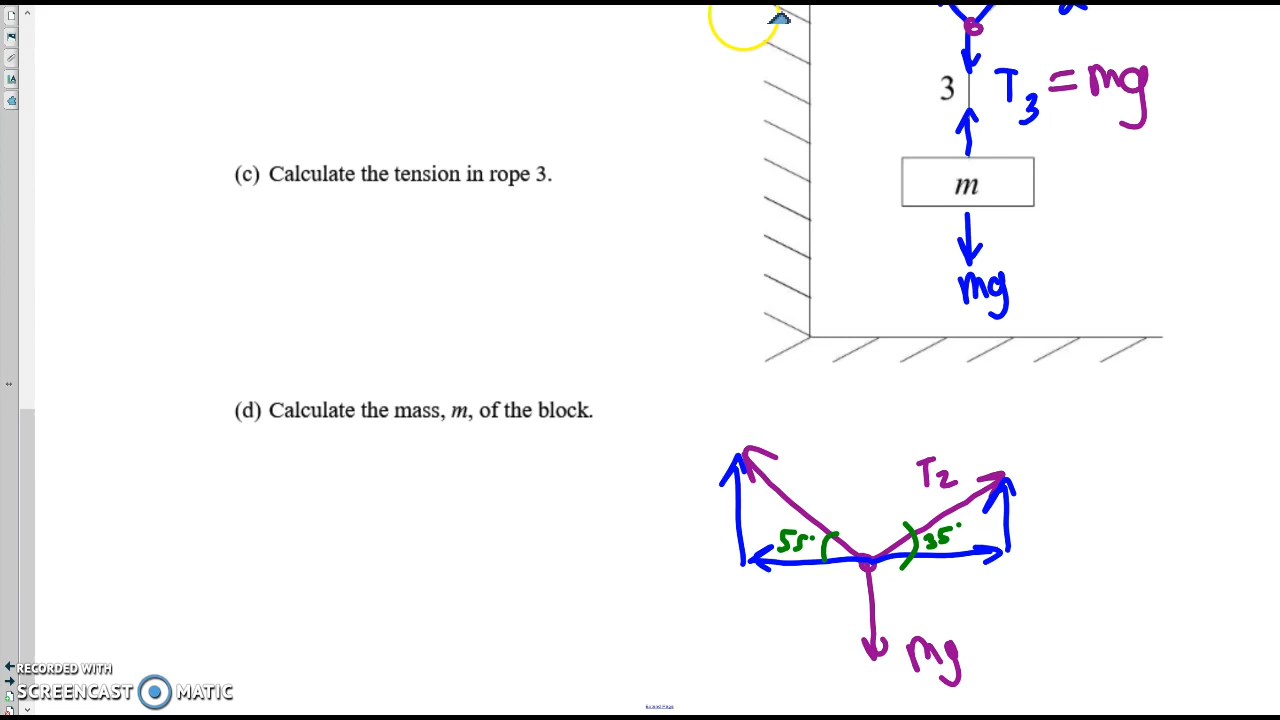 3 T3 = mg
(c) Calculate the tension in rope 3.
m
mg
(d) Calculate the mass, m, of the block.
T2
55° 35°
mg
RECORDED WITH
SCREENCAST MATIC